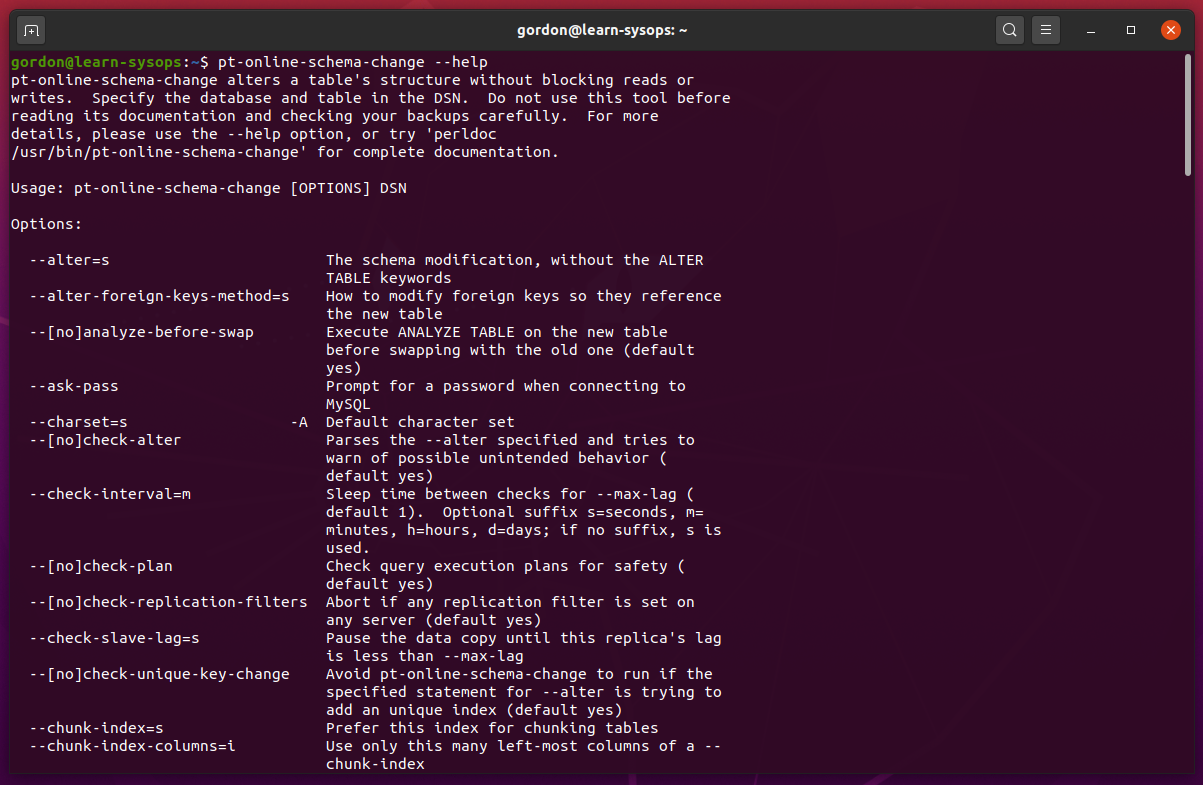 gordon@learn-sysops: ~
gordon@learn-sysops:~$ pt-online-schema-change --help
pt-online-schema-change alters a table's structure without blocking reads or
writes.  Specify the database and table in the DSN.  Do not use this tool before
reading its documentation and checking your backups carefully.  For more
details, please use the --help option, or try 'perldoc
/usr/bin/pt-online-schema-change' for complete documentation.
Usage: pt-online-schema-change [OPTIONS] DSN
Options:
--alter=s                        The schema modification, without the ALTER
TABLE keywords
--alter-foreign-keys-method=s    How to modify foreign keys so they reference
the new table
--[no]analyze-before-swap        Execute ANALYZE TABLE on the new table
before swapping with the old one (default
yes)
--ask-pass                       Prompt for a password when connecting to
MySQL
--charset=s                  -A  Default character set
--[no]check-alter                Parses the --alter specified and tries to
warn of possible unintended behavior (
default yes)
--check-interval=m               Sleep time between checks for --max-lag (
default 1).  Optional suffix s=seconds, m=
minutes, h=hours, d=days; if no suffix, s is
used.
--[no]check-plan                 Check query execution plans for safety (
default yes)
--[no]check-replication-filters  Abort if any replication filter is set on
any server (default yes)
--check-slave-lag=s              Pause the data copy until this replica's lag
is less than --max-lag
--[no]check-unique-key-change    Avoid pt-online-schema-change to run if the
specified statement for --alter is trying to
add an unique index (default yes)
--chunk-index=s                  Prefer this index for chunking tables
--chunk-index-columns=i          Use only this many left-most columns of a --
chunk-index